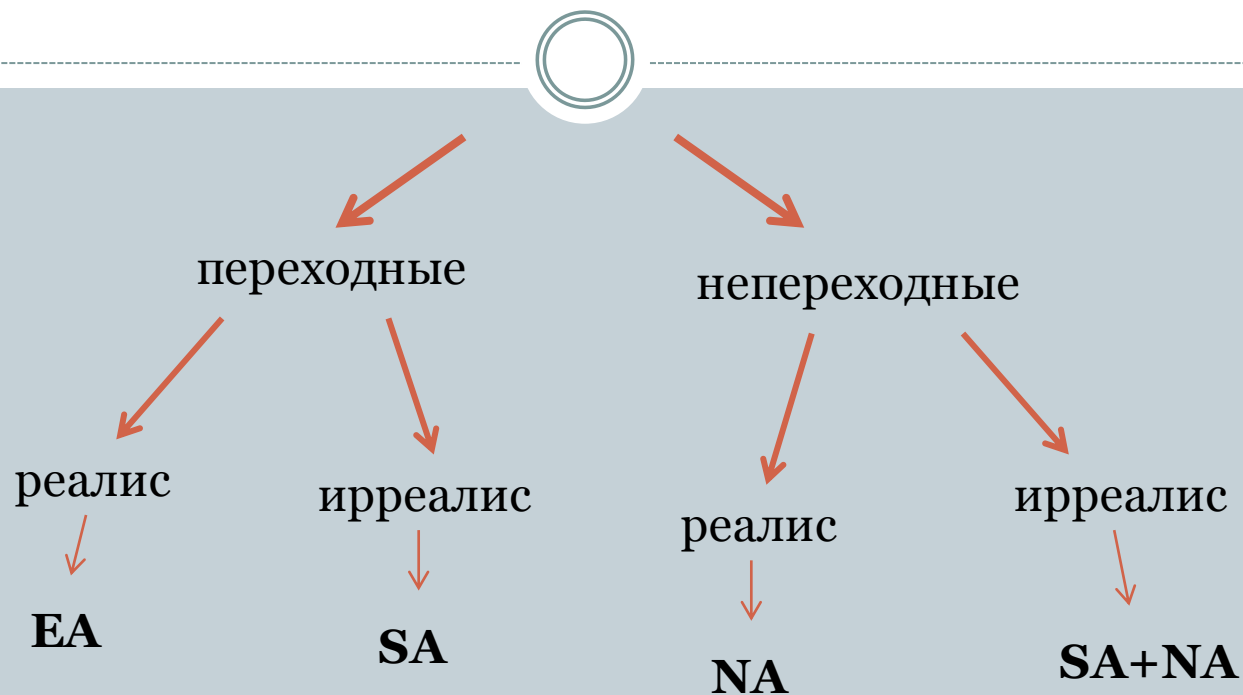 переходные
непереходные
реалис
ирреалис
реалис
ирреалис
EA
SA
NA
SA+NA